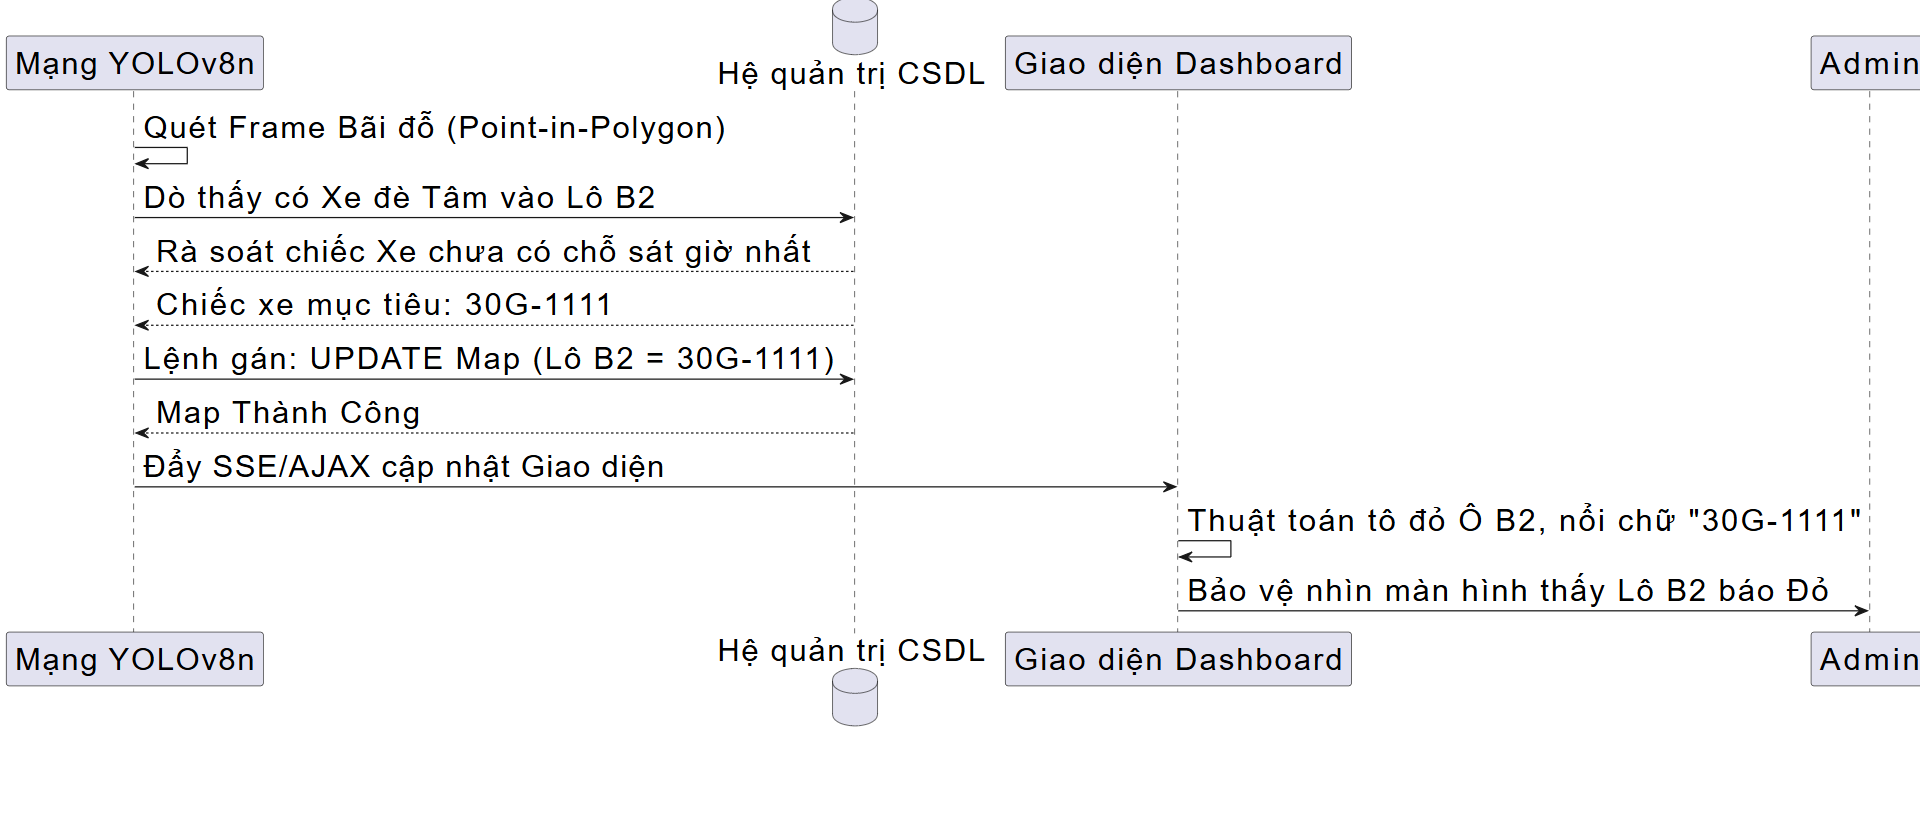 Mạng YOLOv8n
Hệ quản trị CSDL
Giao diện Dashboard
Admin
Quét Frame Bãi đỗ (Point-in-Polygon)
Dò thấy có Xe đè Tâm vào Lô B2
Rà soát chiếc Xe chưa có chỗ sát giờ nhất
Chiếc xe mục tiêu: 30G-1111
Lệnh gán: UPDATE Map (Lô B2 = 30G-1111)
Map Thành Công
Đẩy SSE/AJAX cập nhật Giao diện
Thuật toán tô đỏ Ô B2, nổi chữ "30G-1111"
Bảo vệ nhìn màn hình thấy Lô B2 báo Đỏ
Mạng YOLOv8n
Hệ quản trị CSDL
Giao diện Dashboard
Admin